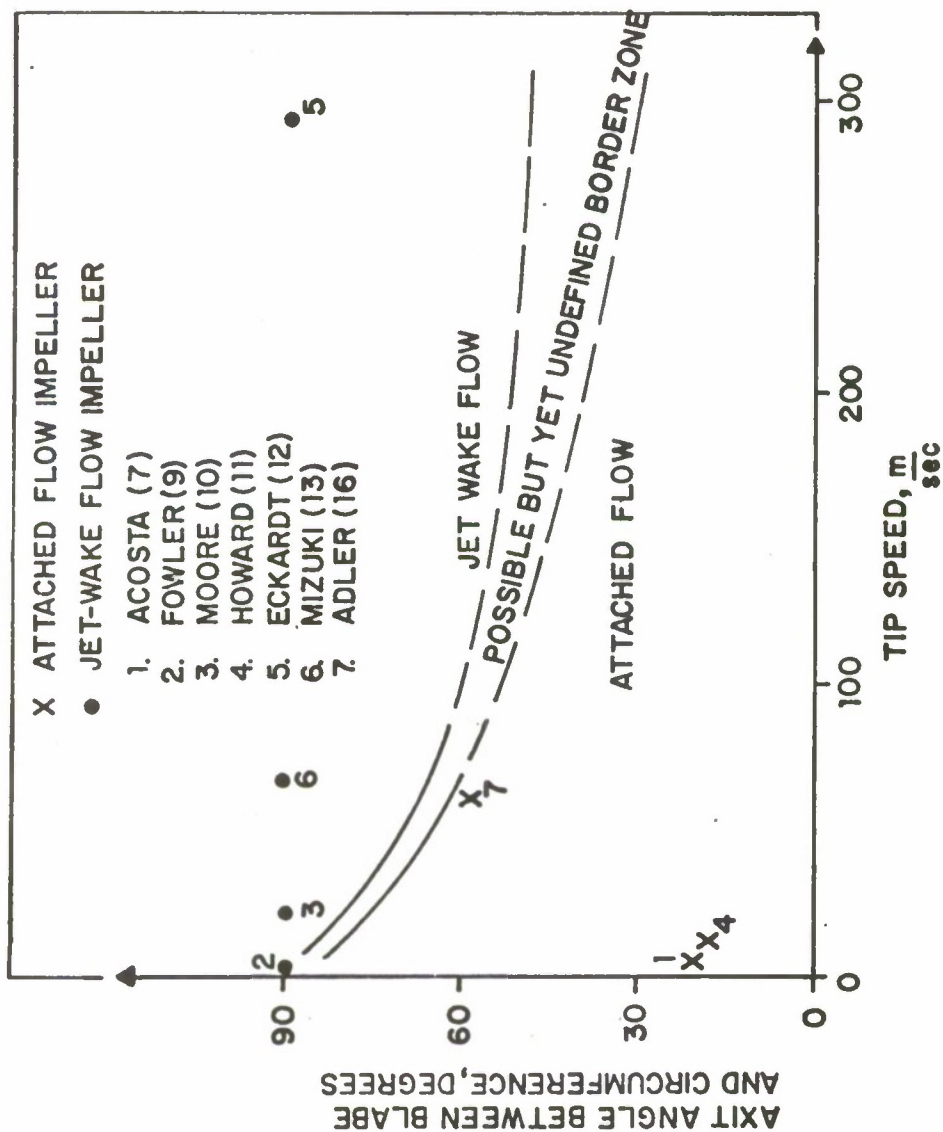 X ATTACHED FLOW IMPELLER
● JET-WAKE FLOW IMPELLER
1. ACOSTA (7)
2. FOWLER (9)
3. MOORE (10)
4. HOWARD (11)
5. ECKARDT (12)
6. MIZUKI (13)
7. ADLER (16)
2
3
6
5
X 7
1
X
X 4
JET WAKE FLOW
POSSIBLE BUT YET UNDEFINED BORDER ZONE
ATTACHED FLOW
90
60
30
0
AXIT ANGLE BETWEEN BLABE
AND CIRCUMFERENCE, DEGREES
0
100
200
300
TIP SPEED, m
sec